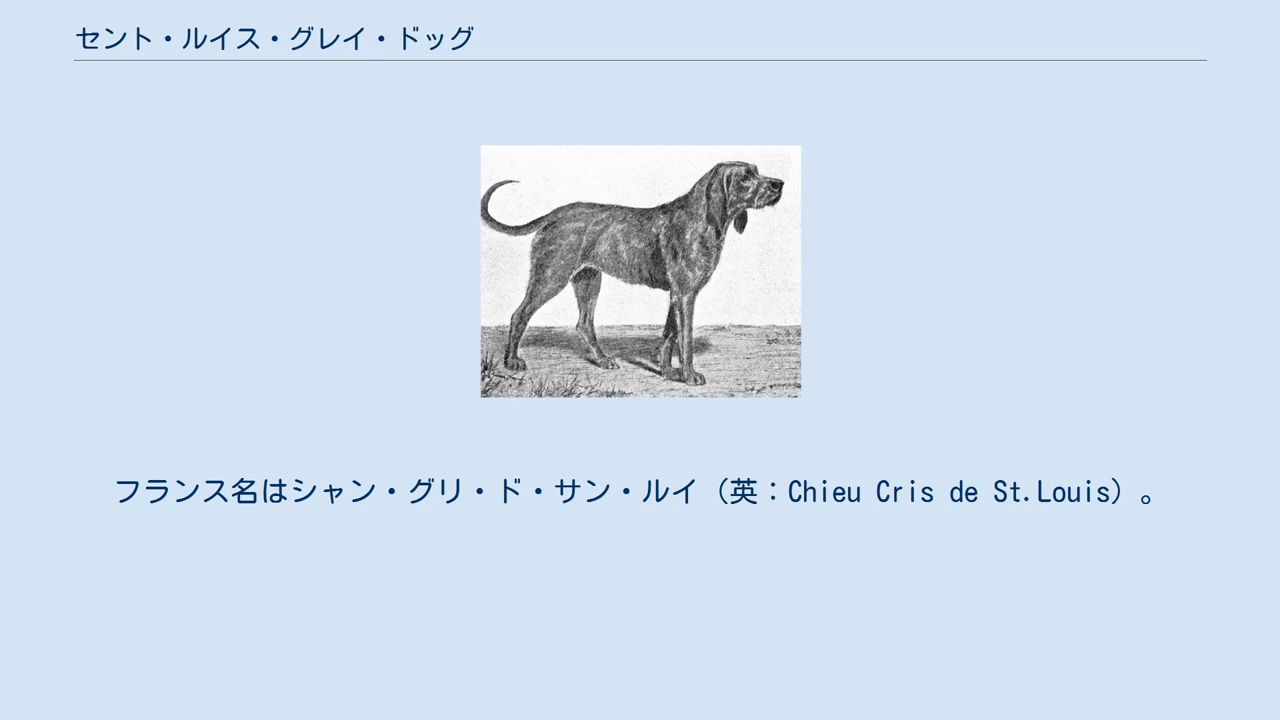 セント・ルイス・グレイ・ドッグ
フランス名はシャン・グリ・ド・サン・ルイ（英：Chieu Cris de St.Louis）。